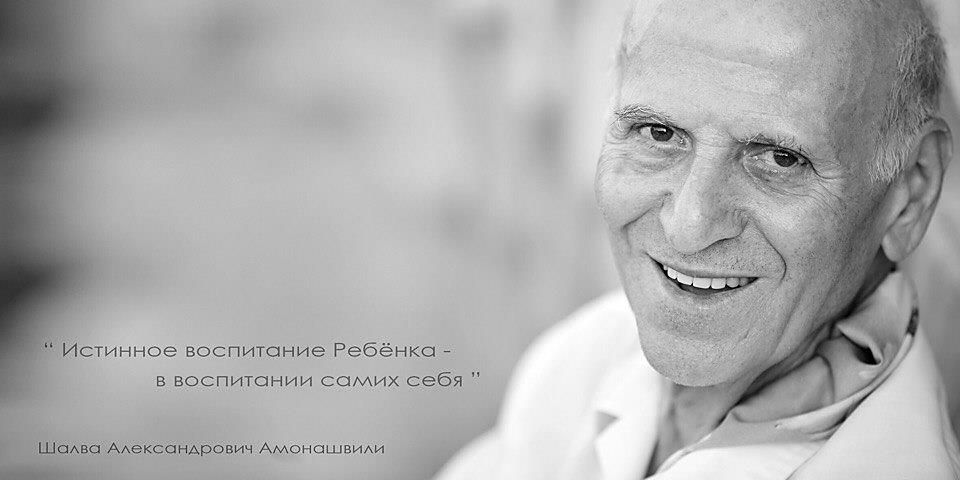 “ Истинное воспитание Ребёнка -
в воспитании самих себя ”
Шалва Александрович Амонашвили